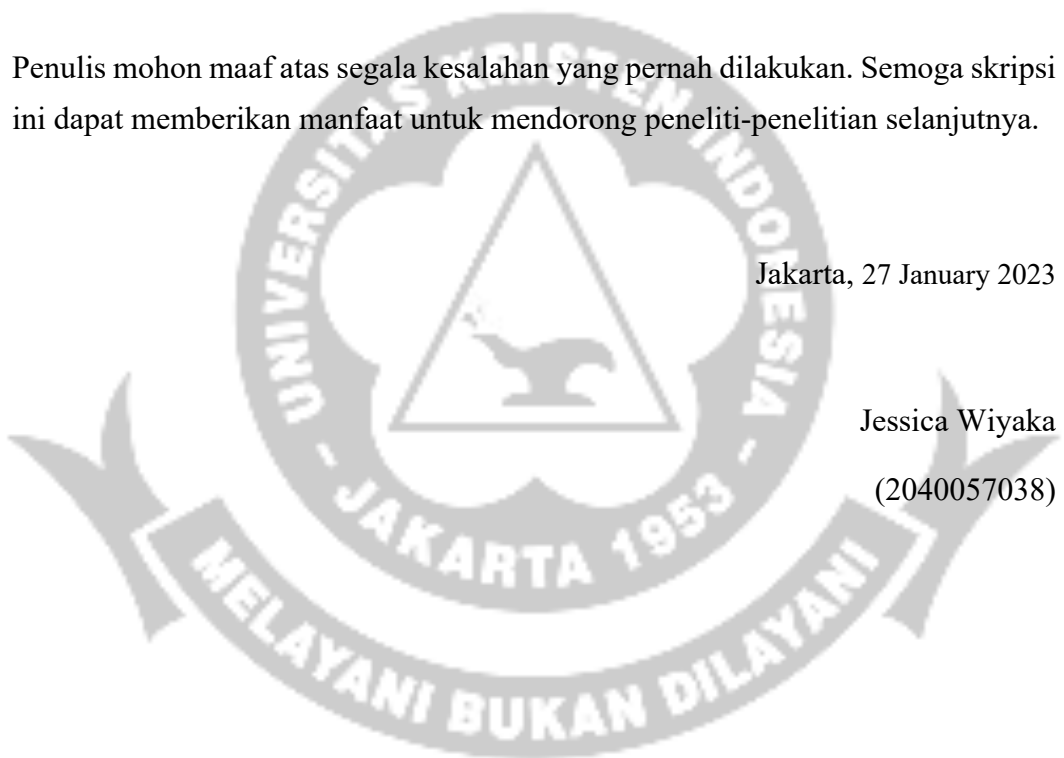 Penulis mohon maaf atas segala kesalahan yang pernah dilakukan. Semoga skripsi
ini dapat memberikan manfaat untuk mendorong peneliti-penelitian selanjutnya.
Jakarta, 27 January 2023
Jessica Wiyaka
(2040057038)
UNIVERSITAS KRISTEN INDONESIA
- JAKARTA 1953 -
MELAYANI BUKAN DILAYANI